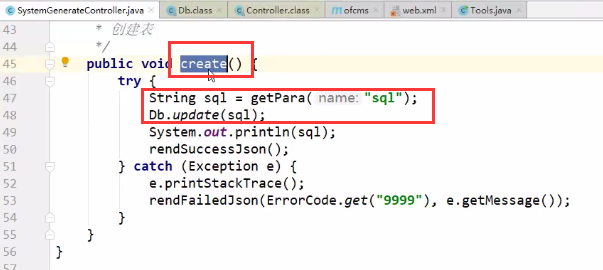 SystemGenerateController.java × Db.class × Controller.class × ofcms × web.xml × Tools.java ×
43 * 创建表
44 */
45 public void create() {
46 try {
47 String sql = getPara( name: "sql");
48 Db.update(sql);
49 System.out.println(sql);
50 rendSuccessJson();
51 } catch (Exception e) {
52 e.printStackTrace();
53 rendFailedJson(ErrorCode.get("9999"), e.getMessage());
54 }
55 }
56 }